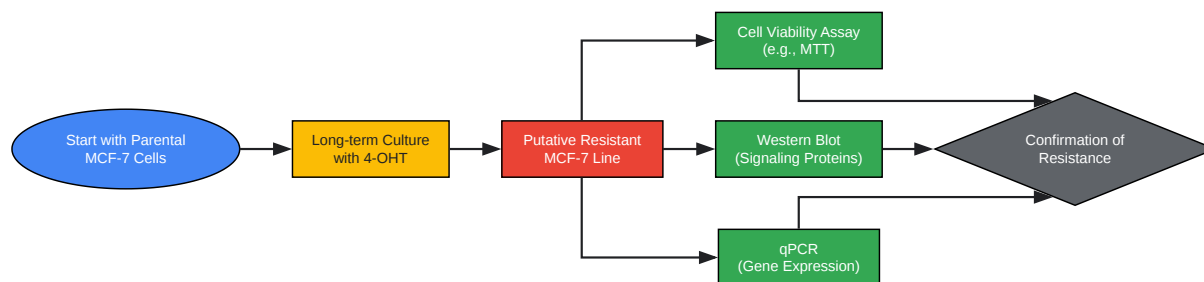 Start with Parental
MCF-7 Cells
Long-term Culture
with 4-OHT
Putative Resistant
MCF-7 Line
Cell Viability Assay
(e.g., MTT)
Western Blot
(Signaling Proteins)
qPCR
(Gene Expression)
Confirmation of
Resistance